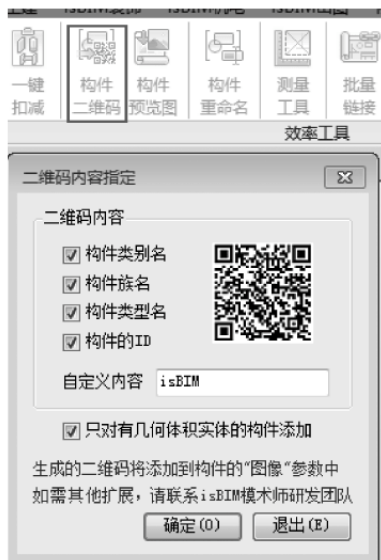 一键 构件 构件 构件 测量 批量
扣减 二维码 预览图 重命名 工具 链接
效率工具
二维码内容指定
二维码内容
构件类别名
构件族名
构件类型名
构件的ID
自定义内容 isBIM
只对有几何体积实体的构件添加
生成的二维码将添加到构件的“图像”参数中
如需其他扩展，请联系isBIM模术师研发团队
确定(O) 退出(E)